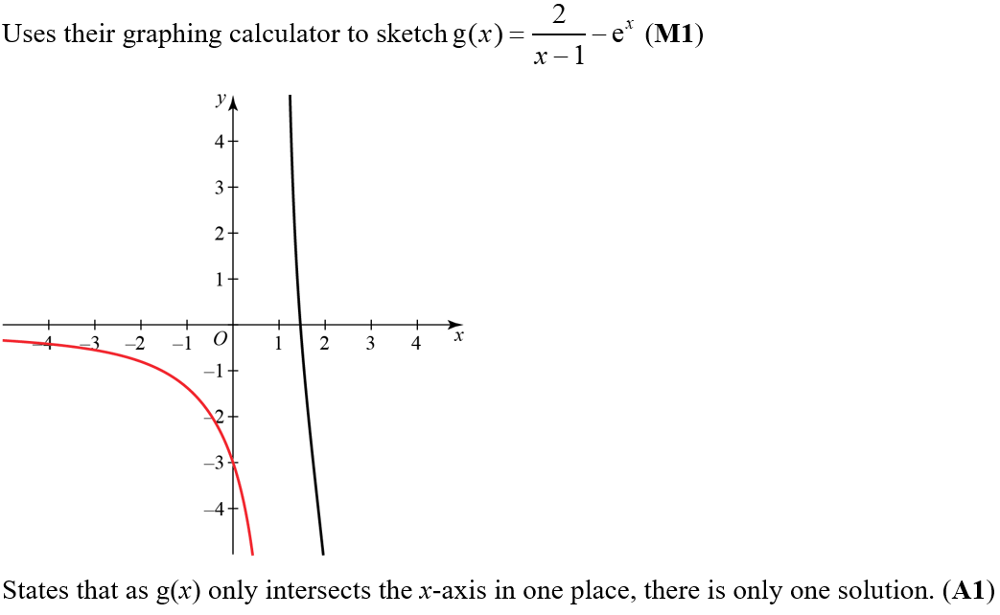 Uses their graphing calculator to sketch g(x) = 2/(x − 1) − eˣ (M1)
y
4
3
2
1
–4 –3 –2 –1 O 1 2 3 4 x
–1
–2
–3
–4
States that as g(x) only intersects the x-axis in one place, there is only one solution. (A1)